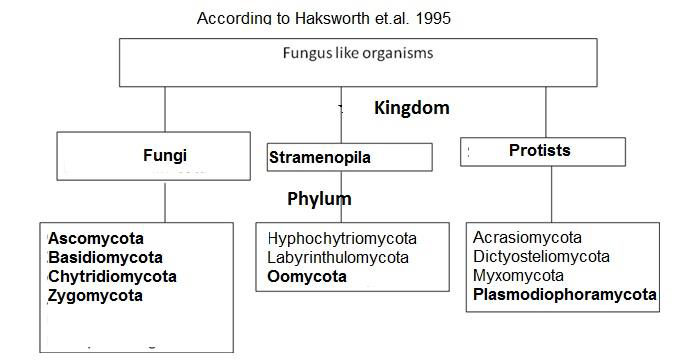 According to Haksworth et.al. 1995
Fungus like organisms
Kingdom
Fungi
Stramenopila
Protists
Phylum
Ascomycota
Basidiomycota
Chytridiomycota
Zygomycota
Hyphochytriomycota
Labyrinthulomycota
Oomycota
Acrasiomycota
Dictyosteliomycota
Myxomycota
Plasmodiophoramycota